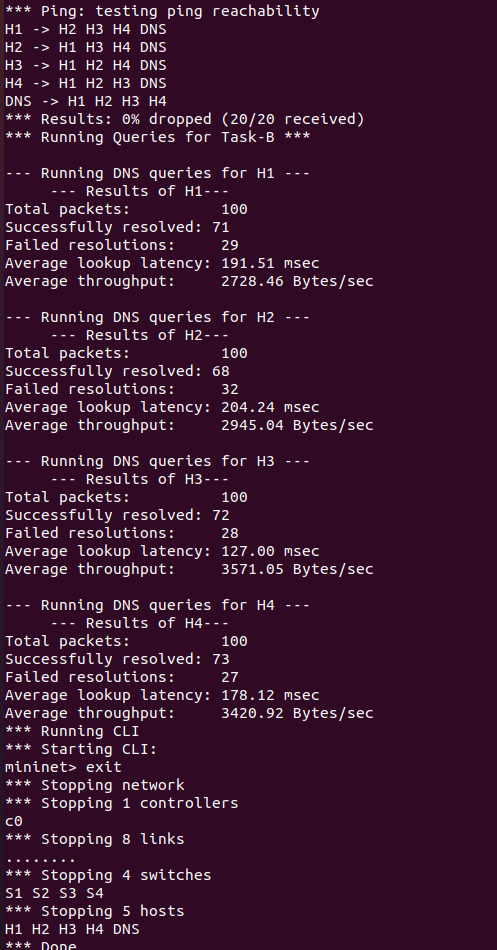 *** Ping: testing ping reachability
H1 -> H2 H3 H4 DNS
H2 -> H1 H3 H4 DNS
H3 -> H1 H2 H4 DNS
H4 -> H1 H2 H3 DNS
DNS -> H1 H2 H3 H4
*** Results: 0% dropped (20/20 received)
*** Running Queries for Task-B ***
--- Running DNS queries for H1 ---
--- Results of H1---
Total packets: 100
Successfully resolved: 71
Failed resolutions: 29
Average lookup latency: 191.51 msec
Average throughput: 2728.46 Bytes/sec
--- Running DNS queries for H2 ---
--- Results of H2---
Total packets: 100
Successfully resolved: 68
Failed resolutions: 32
Average lookup latency: 204.24 msec
Average throughput: 2945.04 Bytes/sec
--- Running DNS queries for H3 ---
--- Results of H3---
Total packets: 100
Successfully resolved: 72
Failed resolutions: 28
Average lookup latency: 127.00 msec
Average throughput: 3571.05 Bytes/sec
--- Running DNS queries for H4 ---
--- Results of H4---
Total packets: 100
Successfully resolved: 73
Failed resolutions: 27
Average lookup latency: 178.12 msec
Average throughput: 3420.92 Bytes/sec
*** Running CLI
*** Starting CLI:
mininet> exit
*** Stopping network
*** Stopping 1 controllers
c0
*** Stopping 8 links
........
*** Stopping 4 switches
S1 S2 S3 S4
*** Stopping 5 hosts
H1 H2 H3 H4 DNS
*** Done